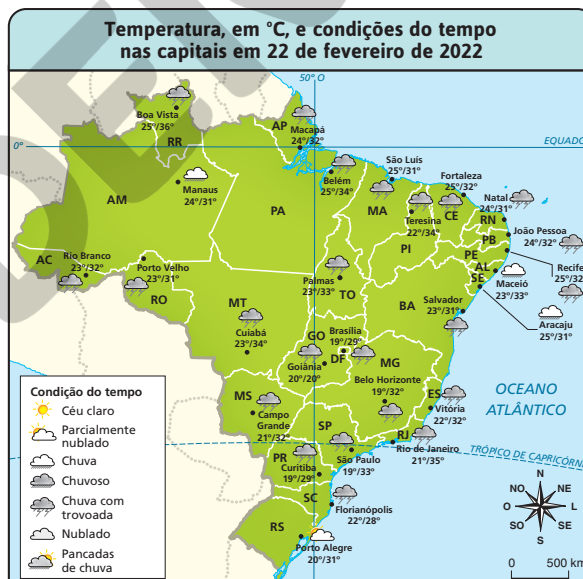 Temperatura, em °C, e condições do tempo
nas capitais em 22 de fevereiro de 2022
50° O
Boa Vista
25°/36°
RR
AP
Macapá
24°/32°
0°
EQUADO
Manaus
24°/31°
AM
Belém
25°/34°
São Luís
25°/31°
Fortaleza
25°/32°
Natal
24°/31°
PA
MA
Teresina
22°/34°
CE
RN
João Pessoa
24°/32°
PB
PI
PE
AL
SE
Recife
25°/32°
Maceió
23°/33°
Aracaju
25°/31°
AC
Rio Branco
23°/32°
Porto Velho
23°/31°
RO
Palmas
23°/33°
TO
BA
Salvador
23°/31°
MT
Cuiabá
23°/34°
GO
Brasília
19°/29°
DF
Goiânia
20°/20°
MG
Belo Horizonte
19°/32°
ES
Vitória
22°/32°
OCEANO
ATLÂNTICO
MS
Campo
Grande
21°/32°
SP
São Paulo
19°/33°
RJ
Rio de Janeiro
21°/35°
TRÓPICO DE CAPRICÓRN
PR
Curitiba
19°/29°
SC
Florianópolis
22°/28°
RS
Porto Alegre
20°/31°
Condição do tempo
Céu claro
Parcialmente
nublado
Chuva
Chuvoso
Chuva com
trovoada
Nublado
Pancadas
de chuva
N
NO
NE
O
L
SO
SE
S
0 500 km